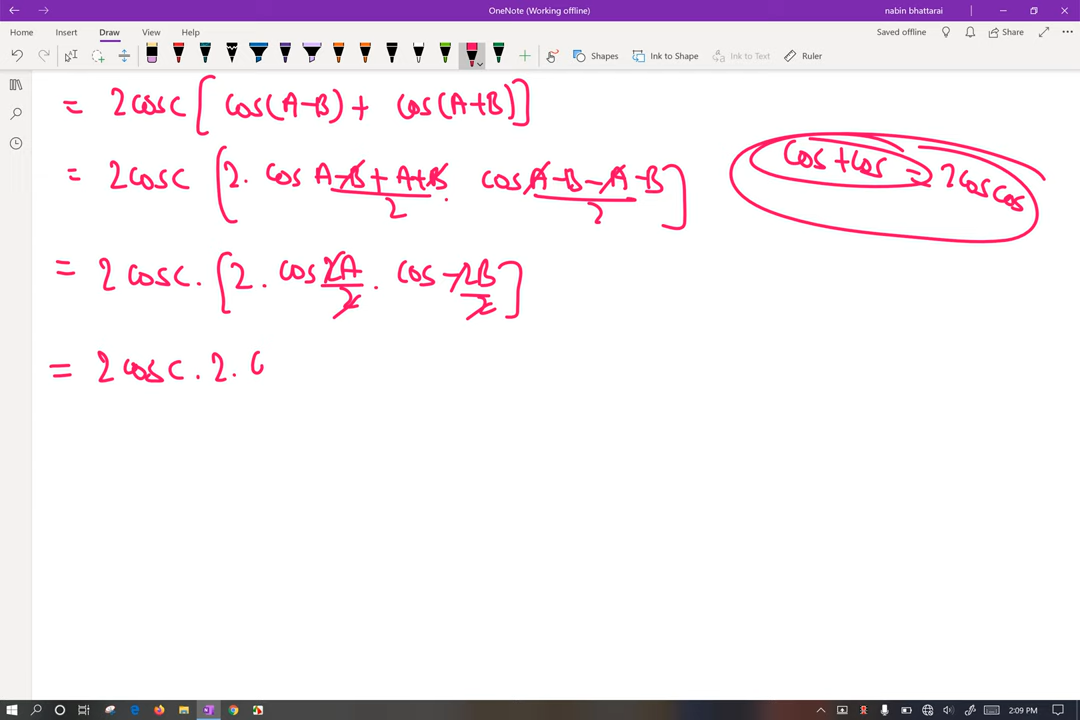 OneNote (Working offline)
nabin bhattarai
Home Insert Draw View Help
Saved offline
Share
Shapes
Ink to Shape
Ink to Text
Ruler
= 2cosC [ cos(A-B) + cos(A+B) ]
= 2cosC [ 2. cos A-B+A+B/2 cos A-B-A-B/2 ]
cos + cos = 2cos cos
= 2cosC. [ 2. cos 2A/2 . cos -2B/2 ]
= 2cosC . 2. C
2:09 PM